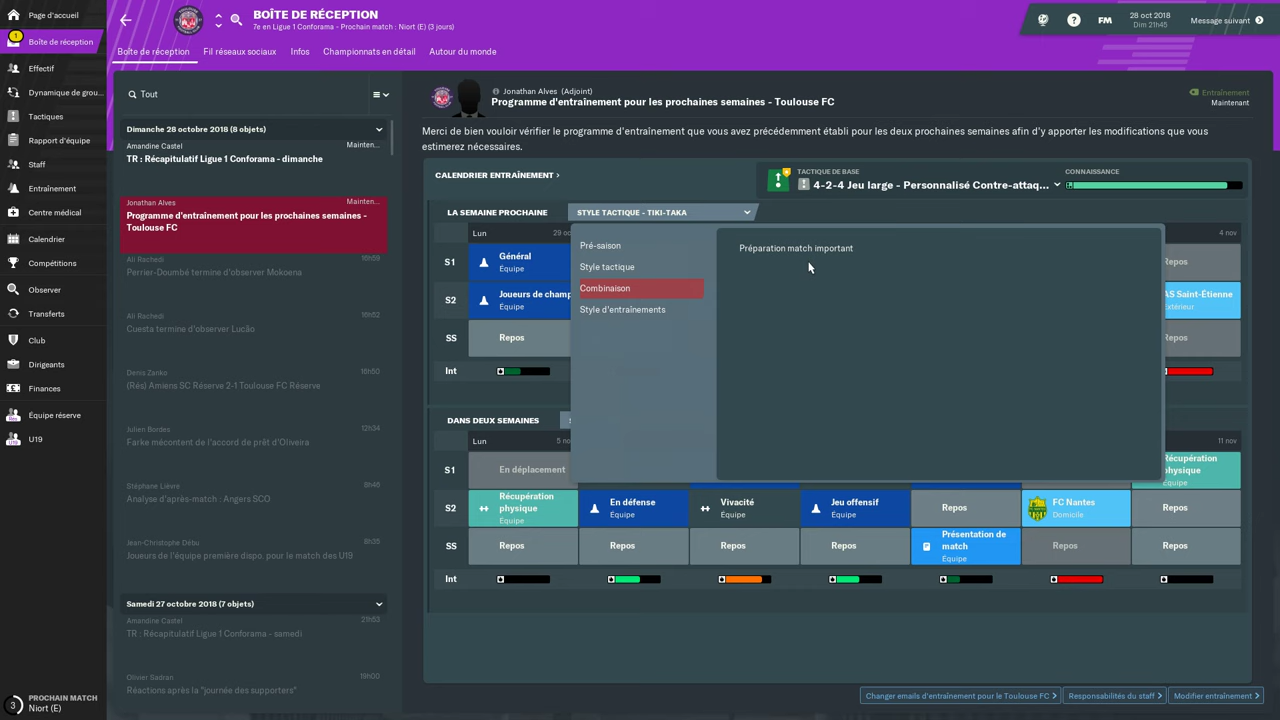 Page d'accueil
1
Boîte de réception
Effectif
Dynamique de grou...
Tactiques
Rapport d'équipe
Staff
Entraînement
Centre médical
Calendrier
Compétitions
Observer
Transferts
Club
Dirigeants
Finances
Équipe réserve
U19
3
PROCHAIN MATCH
Niort (E)
BOÎTE DE RÉCEPTION
7e en Ligue 1 Conforama - Prochain match : Niort (E) (3 jours)
?
FM
28 oct 2018
Dim 21h45
Message suivant
Boîte de réception
Fil réseaux sociaux
Infos
Championnats en détail
Autour du monde
Tout
Dimanche 28 octobre 2018 (8 objets)
Amandine Castel
Mainten...
TR : Récapitulatif Ligue 1 Conforama - dimanche
Jonathan Alves
Mainten...
Programme d'entraînement pour les prochaines semaines -
Toulouse FC
Ali Rachedi
16h59
Perrier-Doumbé termine d'observer Mokoena
Ali Rachedi
16h52
Cuesta termine d'observer Lucão
Denis Zanko
16h50
(Rés) Amiens SC Réserve 2-1 Toulouse FC Réserve
Julien Bordes
12h34
Farke mécontent de l'accord de prêt d'Oliveira
Stéphane Lièvre
8h46
Analyse d'après-match : Angers SCO
Jean-Christophe Débu
8h35
Joueurs de l'équipe première dispo. pour le match des U19
Samedi 27 octobre 2018 (7 objets)
Amandine Castel
21h53
TR : Récapitulatif Ligue 1 Conforama - samedi
Olivier Sadran
19h00
Réactions après la "journée des supporters"
Jonathan Alves (Adjoint)
Programme d'entraînement pour les prochaines semaines - Toulouse FC
Entraînement
Maintenant
Merci de bien vouloir vérifier le programme d'entraînement que vous avez précédemment établi pour les deux prochaines semaines afin d'y apporter les modifications que vous
estimerez nécessaires.
CALENDRIER ENTRAÎNEMENT
TACTIQUE DE BASE
4-2-4 Jeu large - Personnalisé Contre-attaq...
CONNAISSANCE
LA SEMAINE PROCHAINE
STYLE TACTIQUE - TIKI-TAKA
Lun
29 oc
4 nov
S1
Général
Équipe
Repos
S2
Joueurs de champ
Équipe
AS Saint-Étienne
Extérieur
SS
Repos
Repos
Int
Pré-saison
Style tactique
Combinaison
Style d'entraînements
Préparation match important
DANS DEUX SEMAINES
S
Lun
5 nov
11 nov
S1
En déplacement
Récupération
physique
Équipe
S2
Récupération
physique
Équipe
En défense
Équipe
Vivacité
Équipe
Jeu offensif
Équipe
Repos
FC Nantes
Domicile
Repos
SS
Repos
Repos
Repos
Repos
Présentation de
match
Équipe
Repos
Repos
Int
Changer emails d'entraînement pour le Toulouse FC
Responsabilités du staff
Modifier entraînement